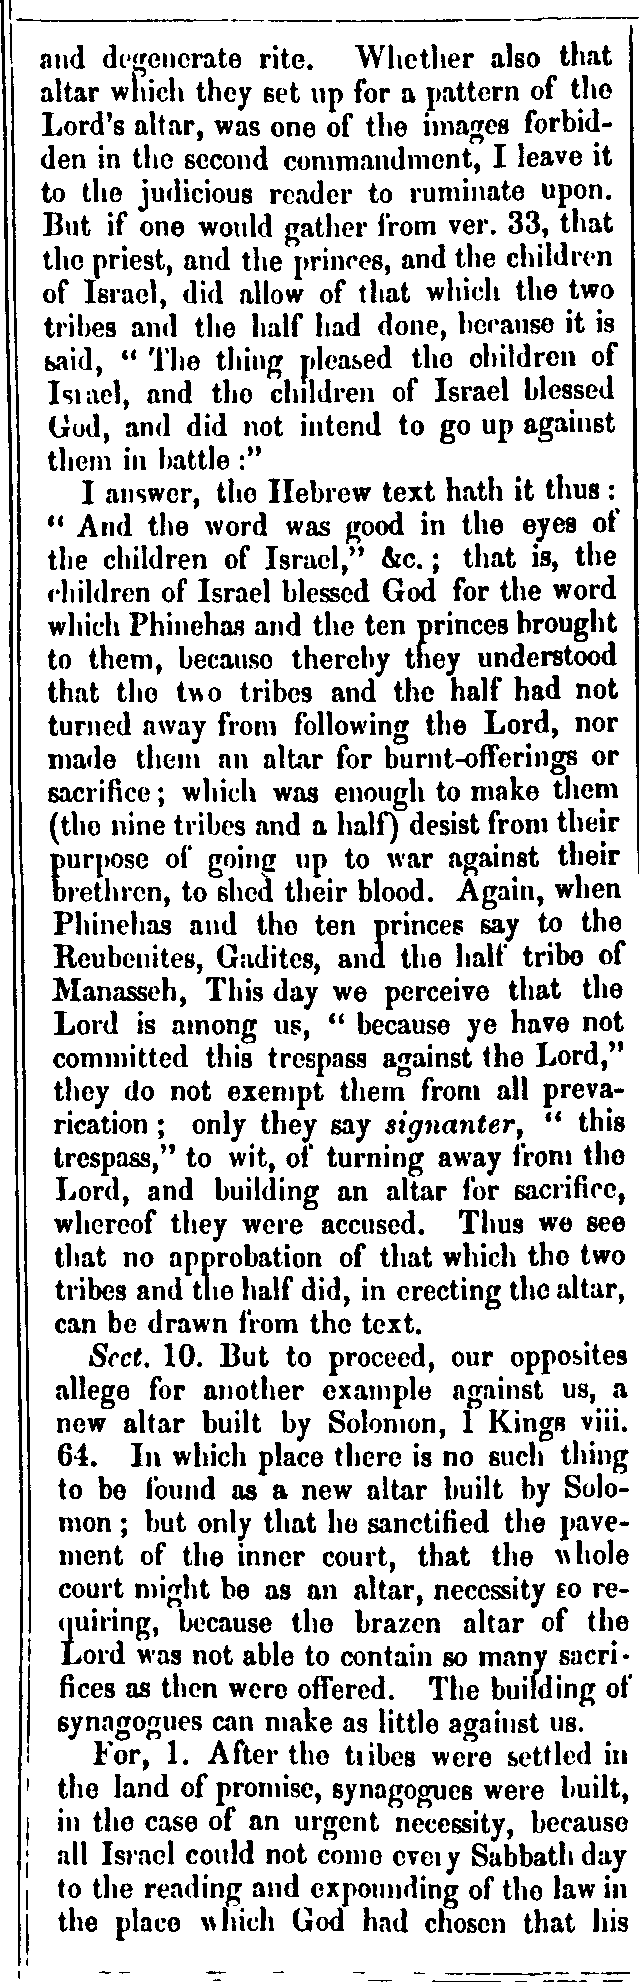 and degenerate rite. Whether also that
altar which they set up for a pattern of the
Lord's altar, was one of the images forbid-
den in the second commandment, I leave it
to the judicious reader to ruminate upon.
But if one would gather from ver. 33, that
the priest, and the princes, and the children
of Israel, did allow of that which the two
tribes and the half had done, because it is
said, “ The thing pleased the children of
Israel, and the children of Israel blessed
God, and did not intend to go up against
them in battle :”
I answer, the Hebrew text hath it thus :
“ And the word was good in the eyes of
the children of Israel,” &c. ; that is, the
children of Israel blessed God for the word
which Phinehas and the ten princes brought
to them, because thereby they understood
that the two tribes and the half had not
turned away from following the Lord, nor
made them an altar for burnt-offerings or
sacrifice ; which was enough to make them
(the nine tribes and a half) desist from their
purpose of going up to war against their
brethren, to shed their blood. Again, when
Phinehas and the ten princes say to the
Reubenites, Gadites, and the half tribe of
Manasseh, This day we perceive that the
Lord is among us, “ because ye have not
committed this trespass against the Lord,”
they do not exempt them from all preva-
rication ; only they say signanter, “ this
trespass,” to wit, of turning away from the
Lord, and building an altar for sacrifice,
whereof they were accused. Thus we see
that no approbation of that which the two
tribes and the half did, in erecting the altar,
can be drawn from the text.
Sect. 10. But to proceed, our opposites
allege for another example against us, a
new altar built by Solomon, 1 Kings viii.
64. In which place there is no such thing
to be found as a new altar built by Solo-
mon ; but only that he sanctified the pave-
ment of the inner court, that the whole
court might be as an altar, necessity so re-
quiring, because the brazen altar of the
Lord was not able to contain so many sacri-
fices as then were offered. The building of
synagogues can make as little against us.
For, 1. After the tribes were settled in
the land of promise, synagogues were built,
in the case of an urgent necessity, because
all Israel could not come every Sabbath day
to the reading and expounding of the law in
the place which God had chosen that his